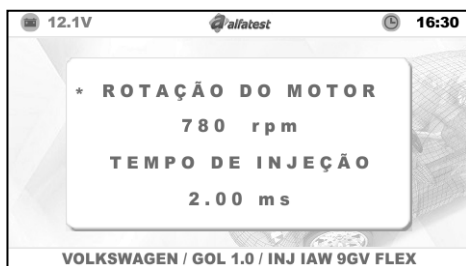 12.1V alfatest 16:30
* ROTAÇÃO DO MOTOR
780 rpm
TEMPO DE INJEÇÃO
2.00 ms
VOLKSWAGEN / GOL 1.0 / INJ IAW 9GV FLEX